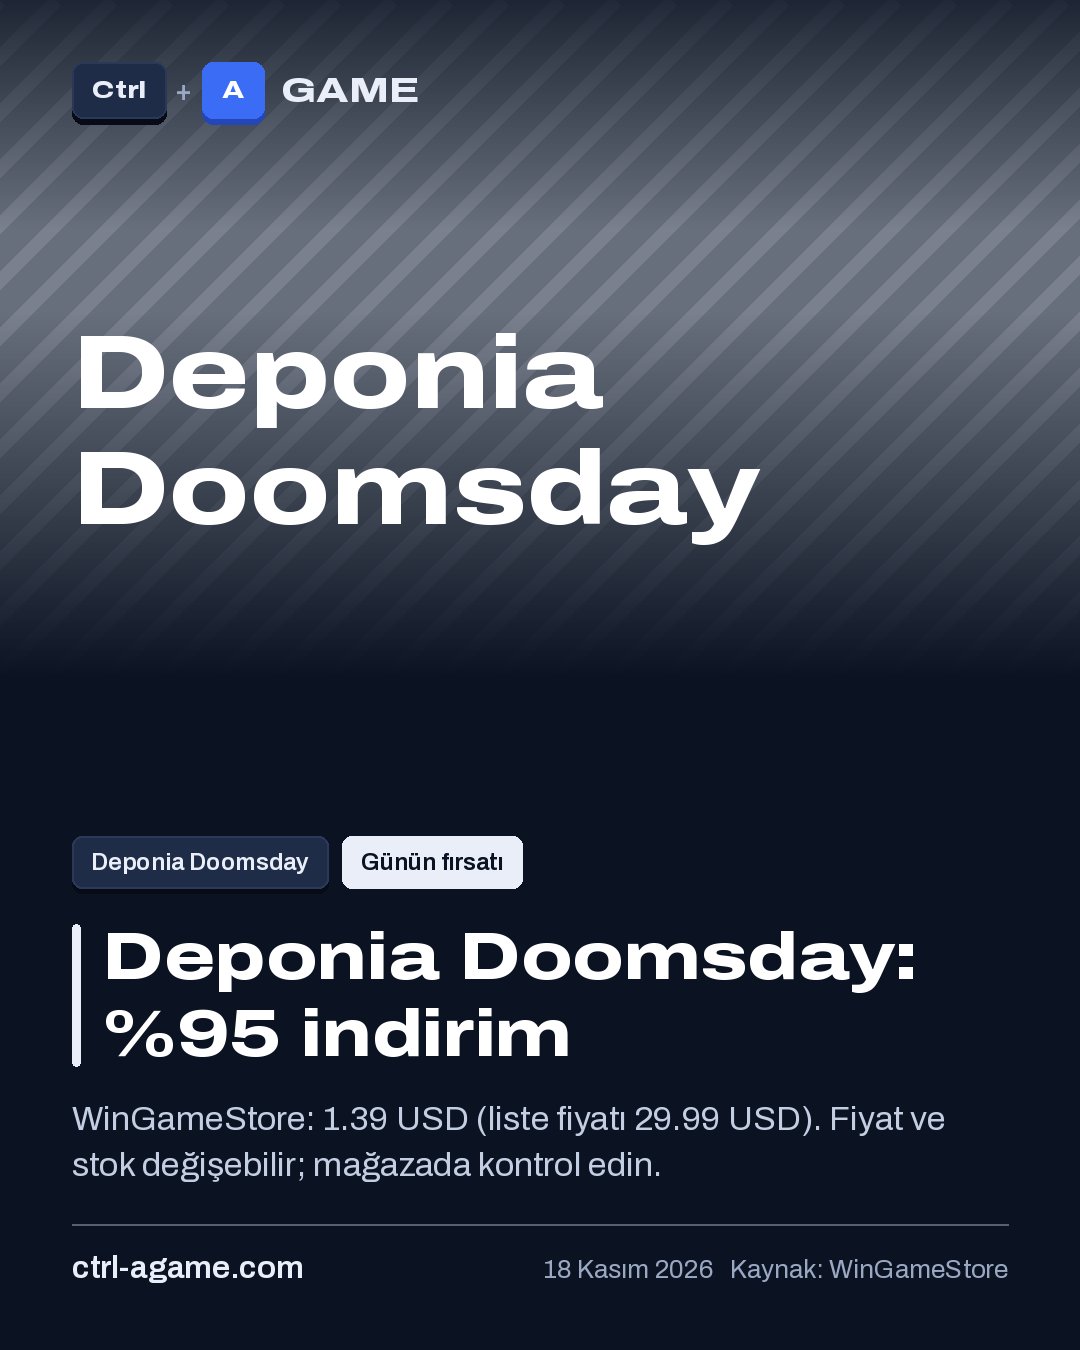 Ctrl + A GAME
Deponia
Doomsday
Deponia Doomsday Günün fırsatı
Deponia Doomsday:
%95 indirim
WinGameStore: 1.39 USD (liste fiyatı 29.99 USD). Fiyat ve
stok değişebilir; mağazada kontrol edin.
ctrl-agame.com 18 Kasım 2026 Kaynak: WinGameStore